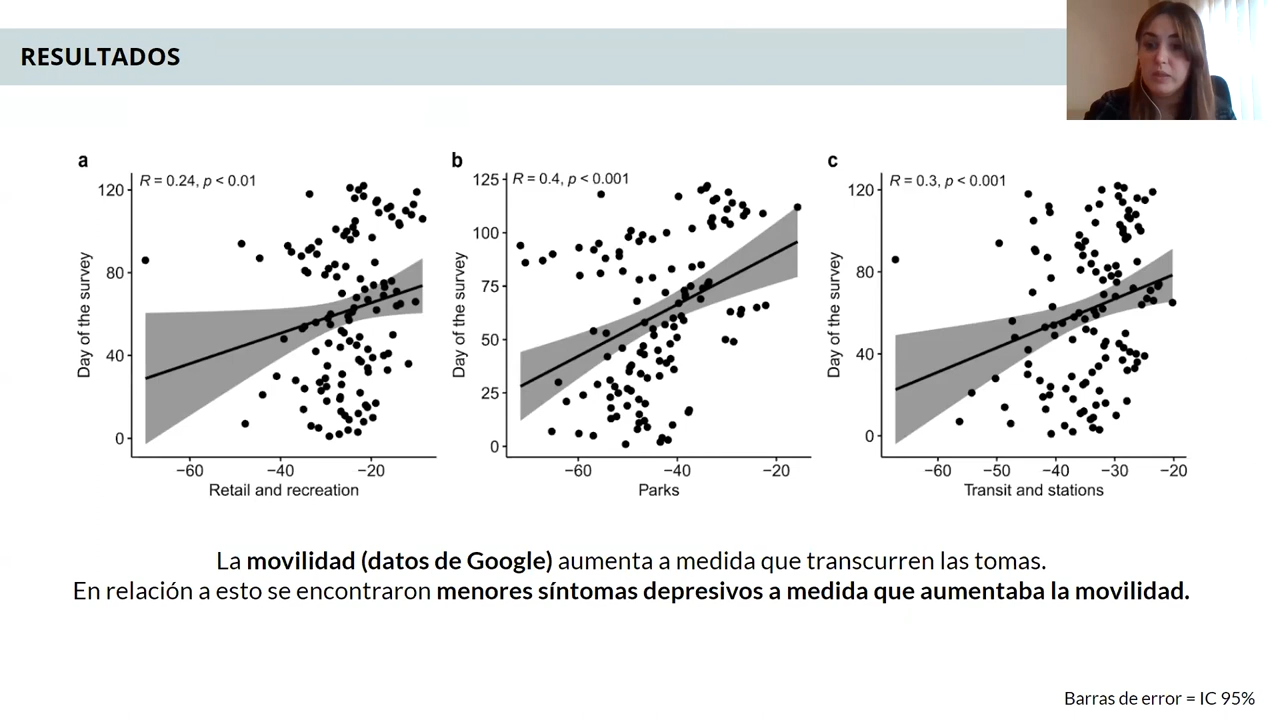 RESULTADOS
a
R = 0.24, p < 0.01
120
80
40
0
Day of the survey
−60
−40
−20
Retail and recreation
b
R = 0.4, p < 0.001
125
100
75
50
25
0
Day of the survey
−60
−40
−20
Parks
c
R = 0.3, p < 0.001
120
80
40
0
Day of the survey
−60
−50
−40
−30
−20
Transit and stations
La movilidad (datos de Google) aumenta a medida que transcurren las tomas.
En relación a esto se encontraron menores síntomas depresivos a medida que aumentaba la movilidad.
Barras de error = IC 95%